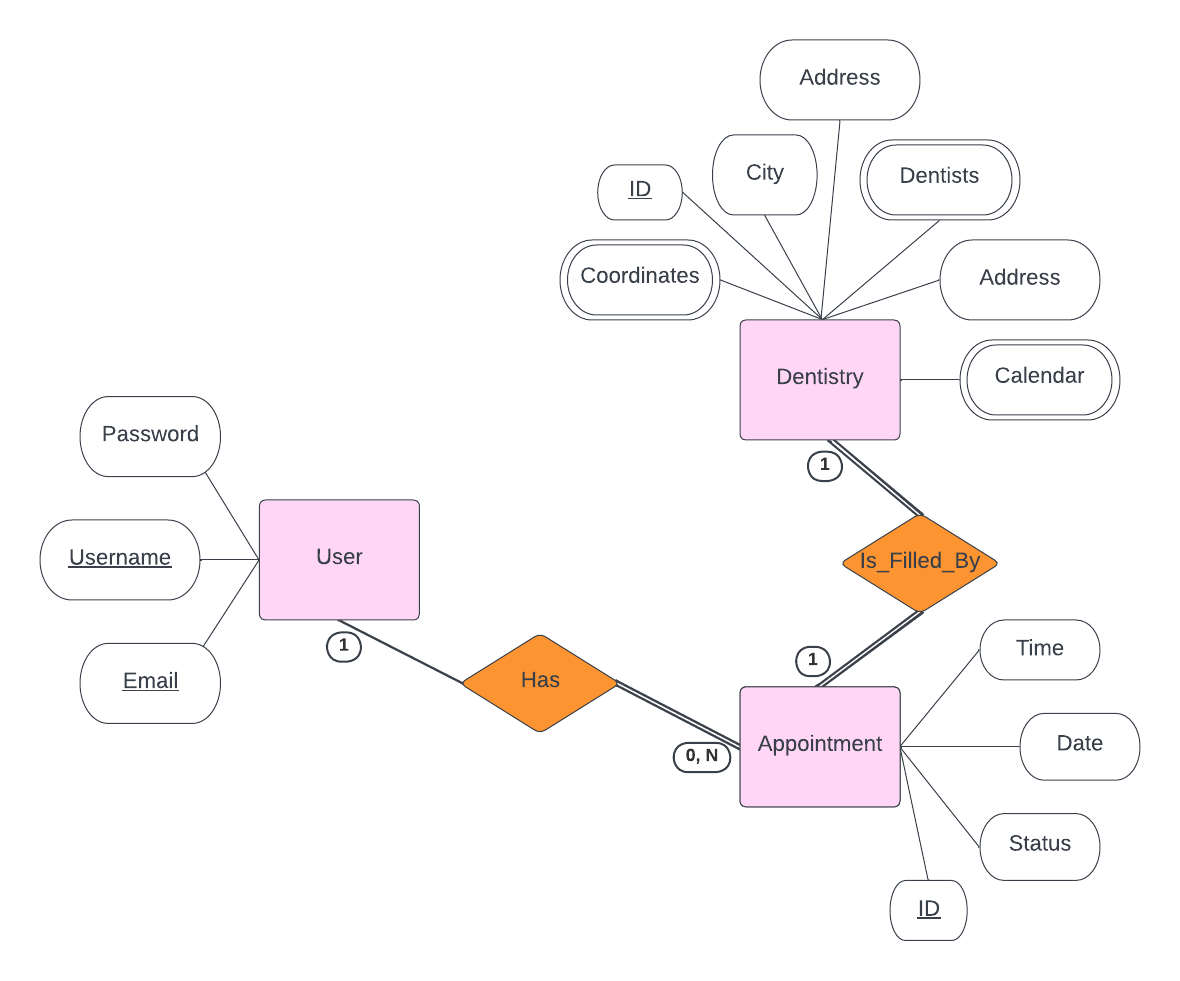 Address
City
Dentists
ID
Coordinates
Address
Dentistry
Calendar
Password
1
User
Username
Is_Filled_By
1
Email
Has
1
Time
0, N
Appointment
Date
Status
ID